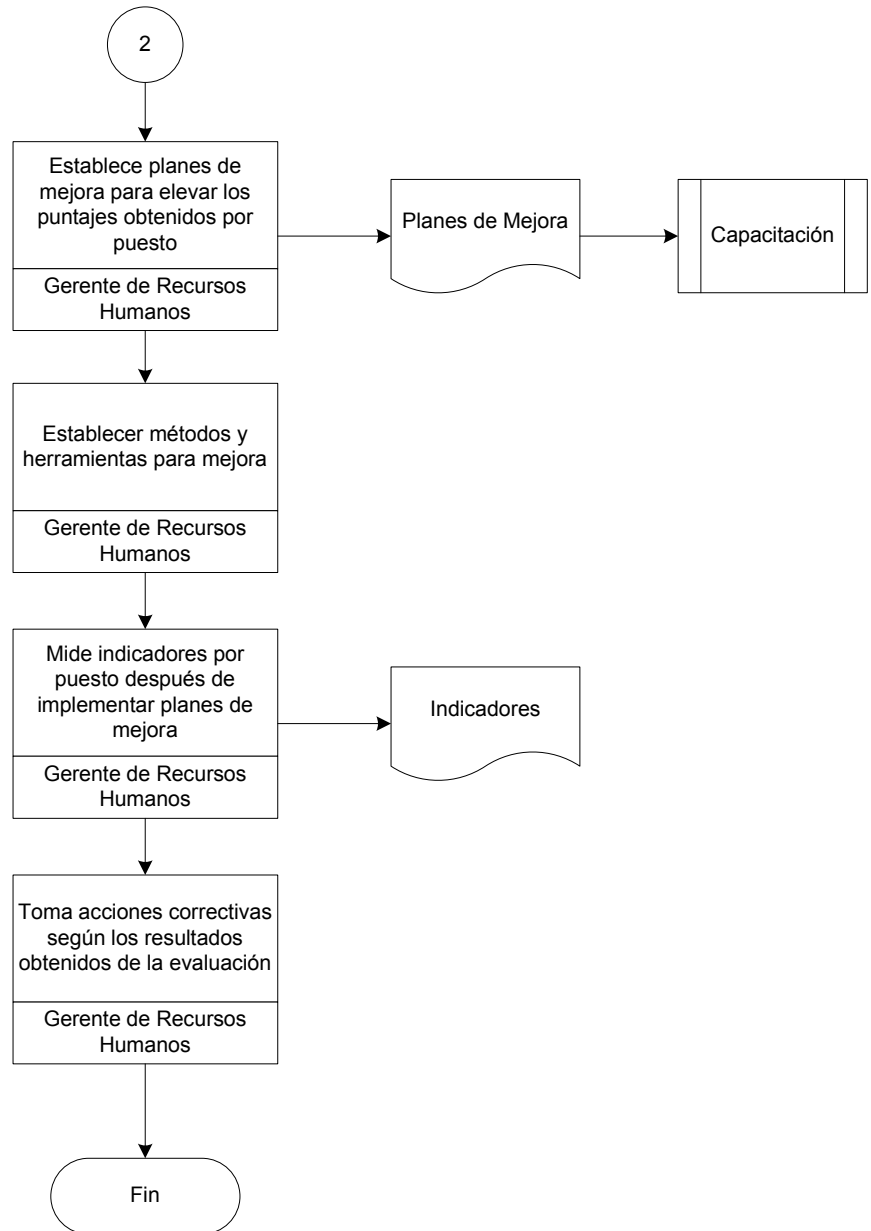 2
Establece planes de
mejora para elevar los
puntajes obtenidos por
puesto
Gerente de Recursos
Humanos
Planes de Mejora
Capacitación
Establecer métodos y
herramientas para mejora
Gerente de Recursos
Humanos
Mide indicadores por
puesto después de
implementar planes de
mejora
Gerente de Recursos
Humanos
Indicadores
Toma acciones correctivas
según los resultados
obtenidos de la evaluación
Gerente de Recursos
Humanos
Fin